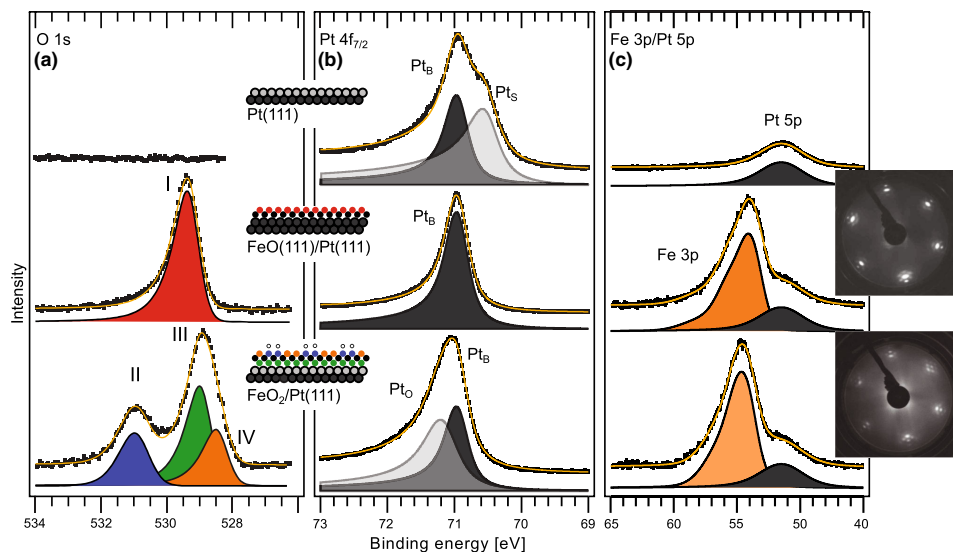 O 1s
(a)
I
III
II
IV
534
532
530
528
Intensity
Pt 4f7/2
(b)
PtB
PtS
Pt(111)
PtB
FeO(111)/Pt(111)
PtB
PtO
FeO2/Pt(111)
73
72
71
70
69
Binding energy [eV]
Fe 3p/Pt 5p
(c)
Pt 5p
Fe 3p
65
60
55
50
45
40